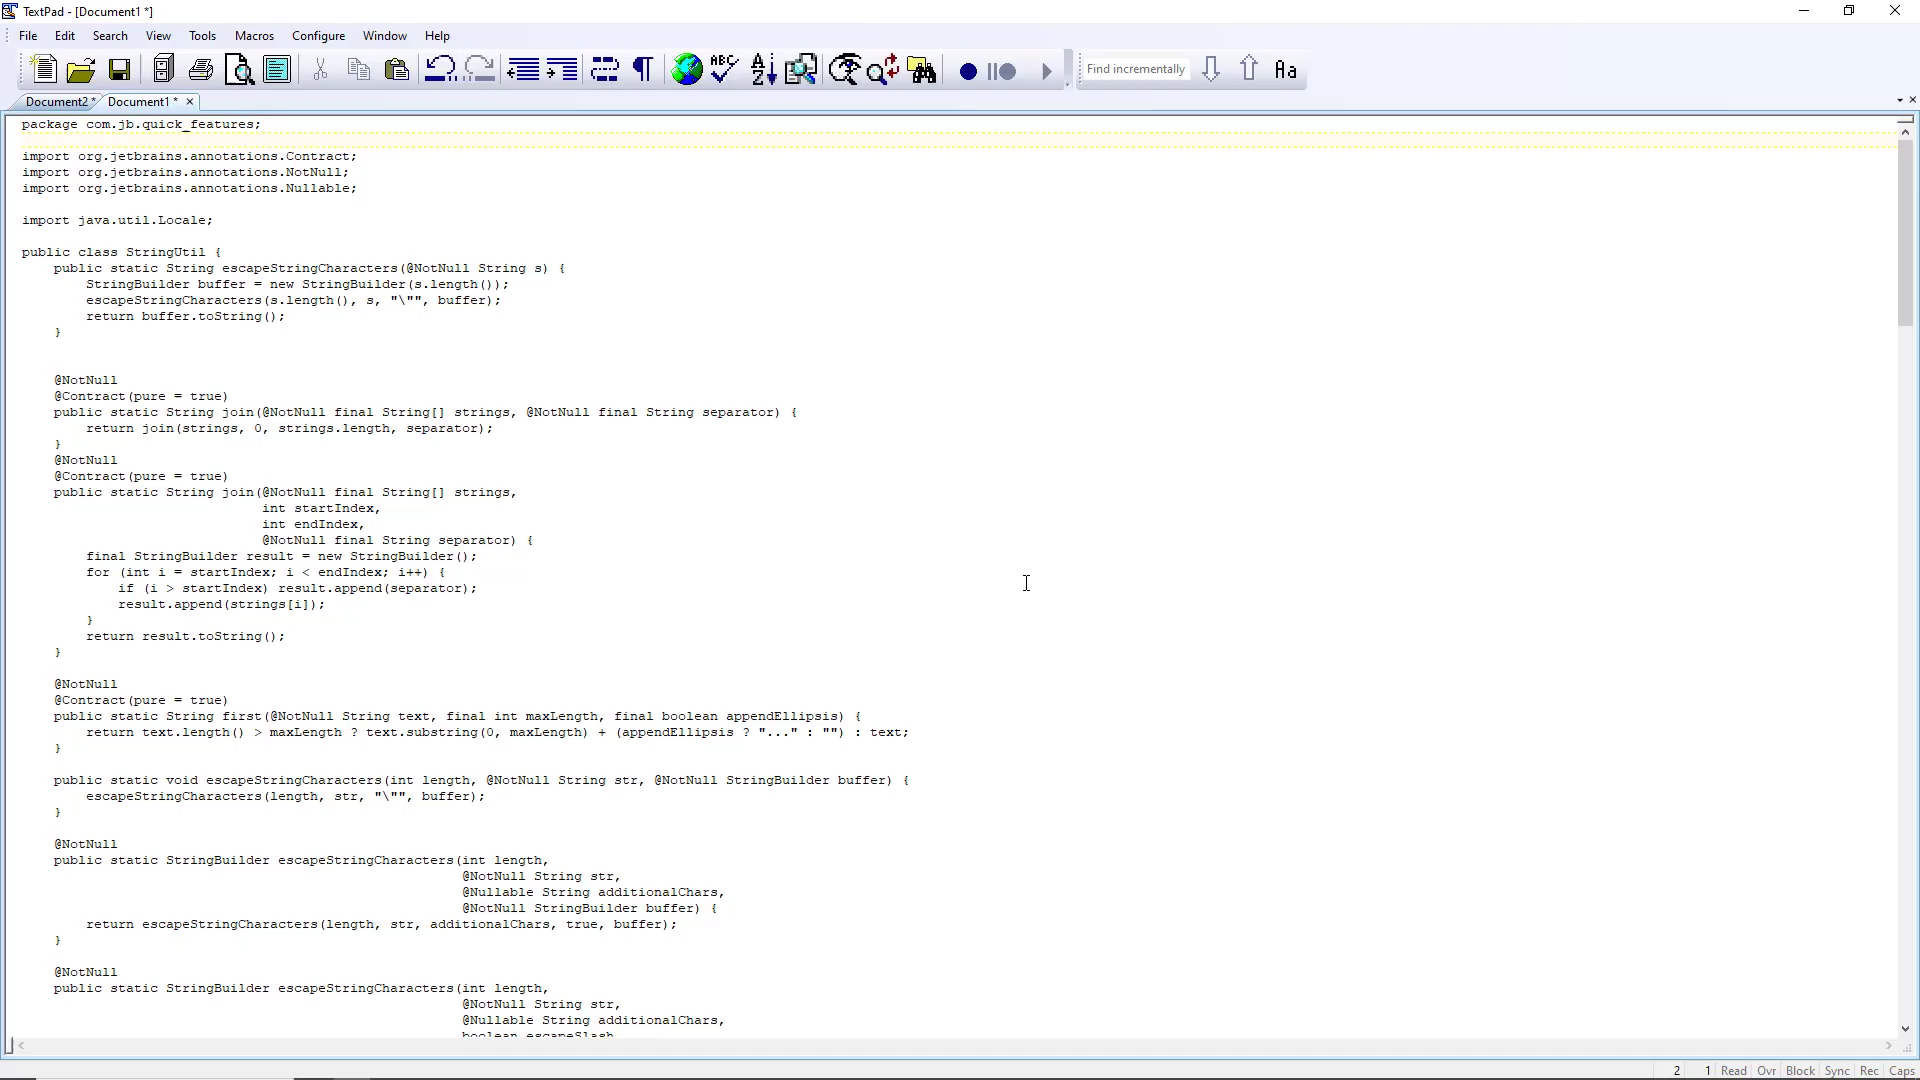 TextPad - [Document1 *]
File Edit Search View Tools Macros Configure Window Help
ABC A Z Find incrementally Aa
Document2 * Document1 *
package com.jb.quick_features;
import org.jetbrains.annotations.Contract;
import org.jetbrains.annotations.NotNull;
import org.jetbrains.annotations.Nullable;
import java.util.Locale;
public class StringUtil {
public static String escapeStringCharacters(@NotNull String s) {
StringBuilder buffer = new StringBuilder(s.length());
escapeStringCharacters(s.length(), s, "\"", buffer);
return buffer.toString();
}
@NotNull
@Contract(pure = true)
public static String join(@NotNull final String[] strings, @NotNull final String separator) {
return join(strings, 0, strings.length, separator);
}
@NotNull
@Contract(pure = true)
public static String join(@NotNull final String[] strings,
int startIndex,
int endIndex,
@NotNull final String separator) {
final StringBuilder result = new StringBuilder();
for (int i = startIndex; i < endIndex; i++) {
if (i > startIndex) result.append(separator);
result.append(strings[i]);
}
return result.toString();
}
@NotNull
@Contract(pure = true)
public static String first(@NotNull String text, final int maxLength, final boolean appendEllipsis) {
return text.length() > maxLength ? text.substring(0, maxLength) + (appendEllipsis ? "..." : "") : text;
}
public static void escapeStringCharacters(int length, @NotNull String str, @NotNull StringBuilder buffer) {
escapeStringCharacters(length, str, "\"", buffer);
}
@NotNull
public static StringBuilder escapeStringCharacters(int length,
@NotNull String str,
@Nullable String additionalChars,
@NotNull StringBuilder buffer) {
return escapeStringCharacters(length, str, additionalChars, true, buffer);
}
@NotNull
public static StringBuilder escapeStringCharacters(int length,
@NotNull String str,
@Nullable String additionalChars,
boolean escapeSlash
2 1 Read Ovr Block Sync Rec Caps